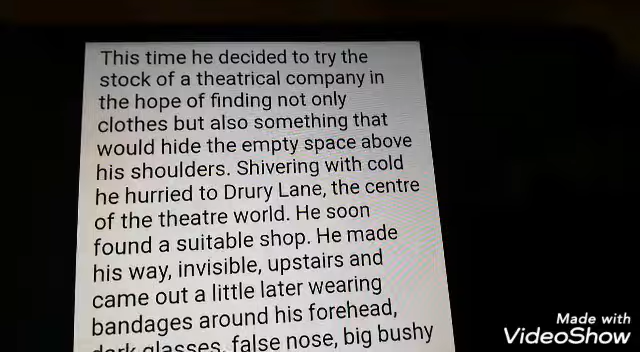 This time he decided to try the
stock of a theatrical company in
the hope of finding not only
clothes but also something that
would hide the empty space above
his shoulders. Shivering with cold
he hurried to Drury Lane, the centre
of the theatre world. He soon
found a suitable shop. He made
his way, invisible, upstairs and
came out a little later wearing
bandages around his forehead,
dark glasses, false nose, big bushy
Made with
VideoShow